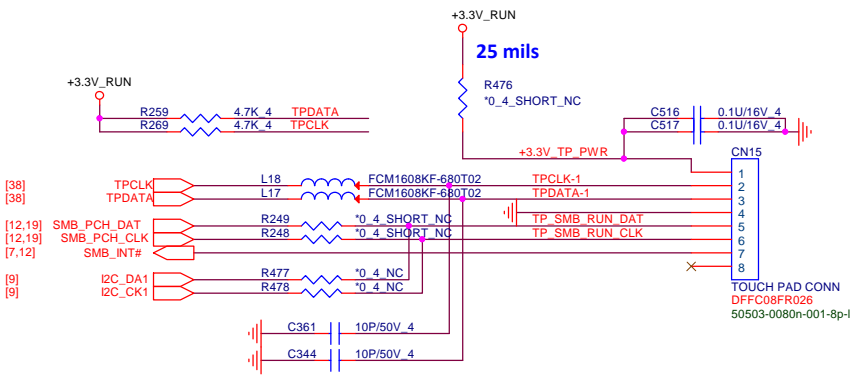 +3.3V_RUN
25 mils
R476
*0_4_SHORT_NC
+3.3V_RUN
R259 4.7K_4 TPDATA
R269 4.7K_4 TPCLK
C516 0.1U/16V_4
C517 0.1U/16V_4
+3.3V_TP_PWR
CN15
[38] TPCLK L18 FCM1608KF-680T02 TPCLK-1
[38] TPDATA L17 FCM1608KF-680T02 TPDATA-1
[12,19] SMB_PCH_DAT R249 *0_4_SHORT_NC TP_SMB_RUN_DAT
[12,19] SMB_PCH_CLK R248 *0_4_SHORT_NC TP_SMB_RUN_CLK
[7,12] SMB_INT#
1
2
3
4
5
6
7
8
[9] I2C_DA1 R477 *0_4_NC
[9] I2C_CK1 R478 *0_4_NC
TOUCH PAD CONN
DFFC08FR026
50503-0080n-001-8p-l
C361 10P/50V_4
C344 10P/50V_4